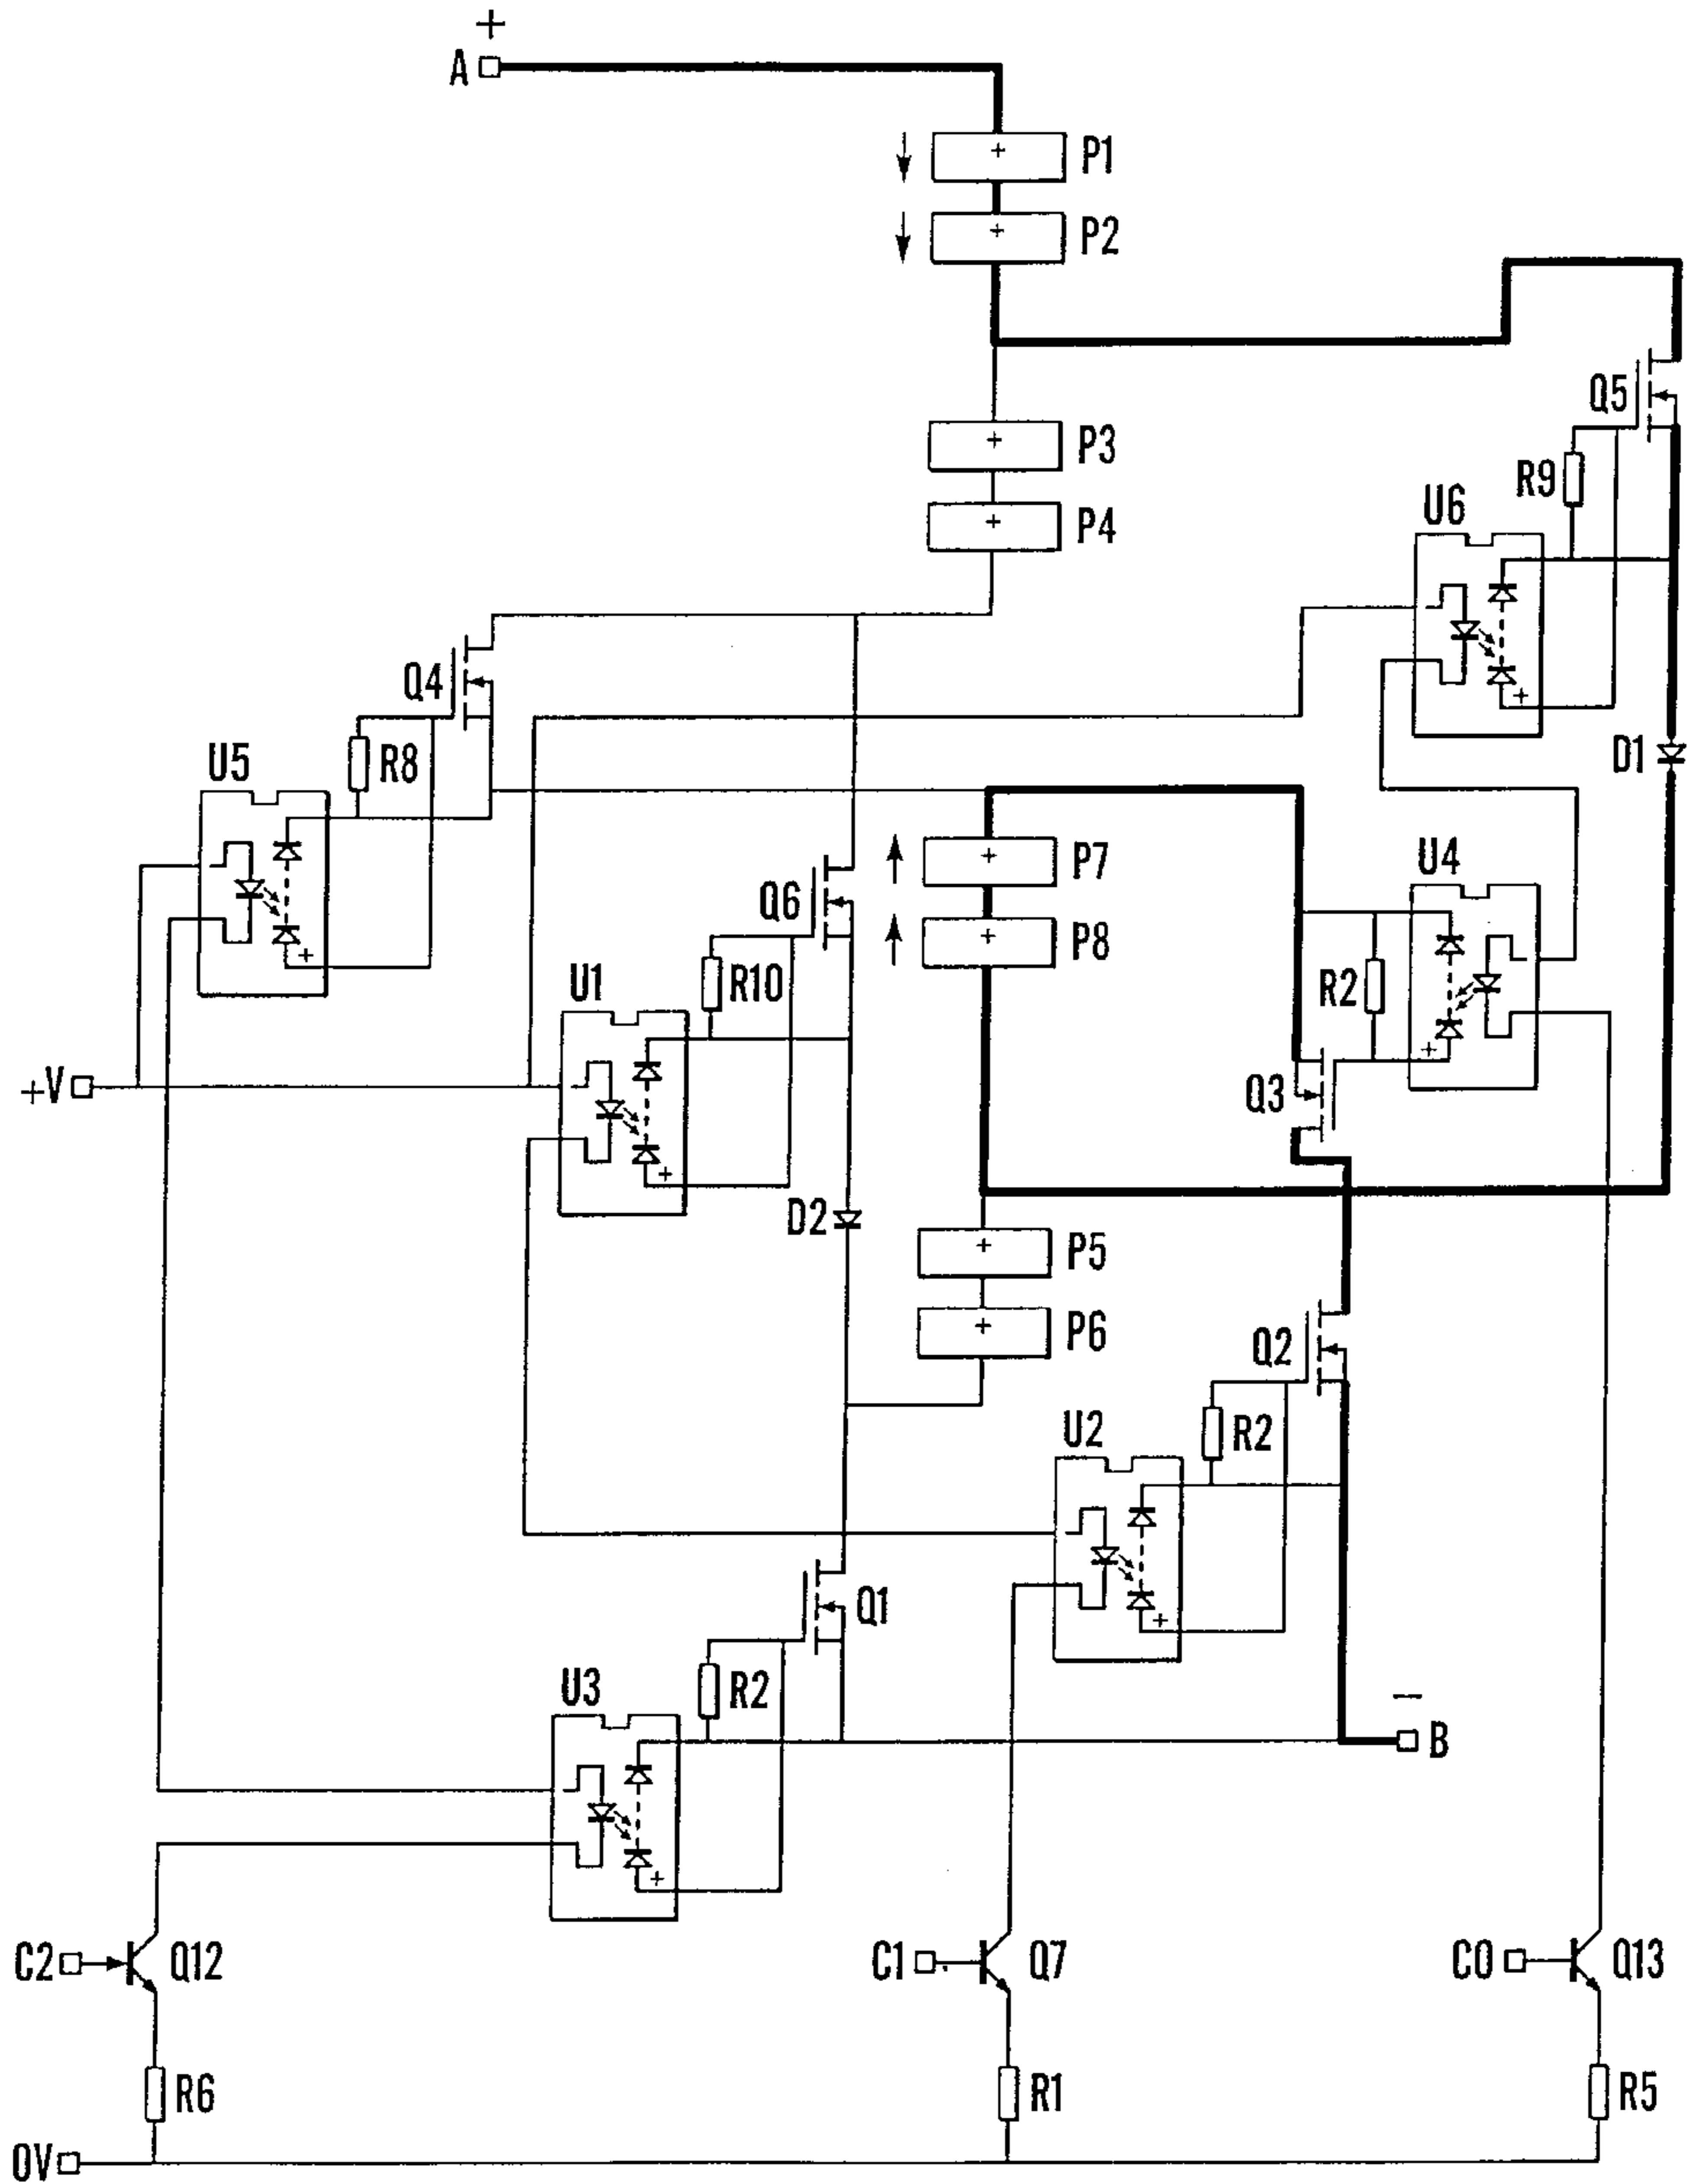 +
A
+ P1
+ P2
Q5
+ P3
R9
+ P4
U6
Q4
+
U5
R8
D1
+ P7
U4
Q6
+ P8
+
R10
R2
U1
+
+V
Q3
+
D2
+ P5
+ P6
Q2
U2
R2
Q1
+
U3
R2
–
B
+
C2
Q12
C1
Q7
C0
Q13
R6
R1
R5
0V